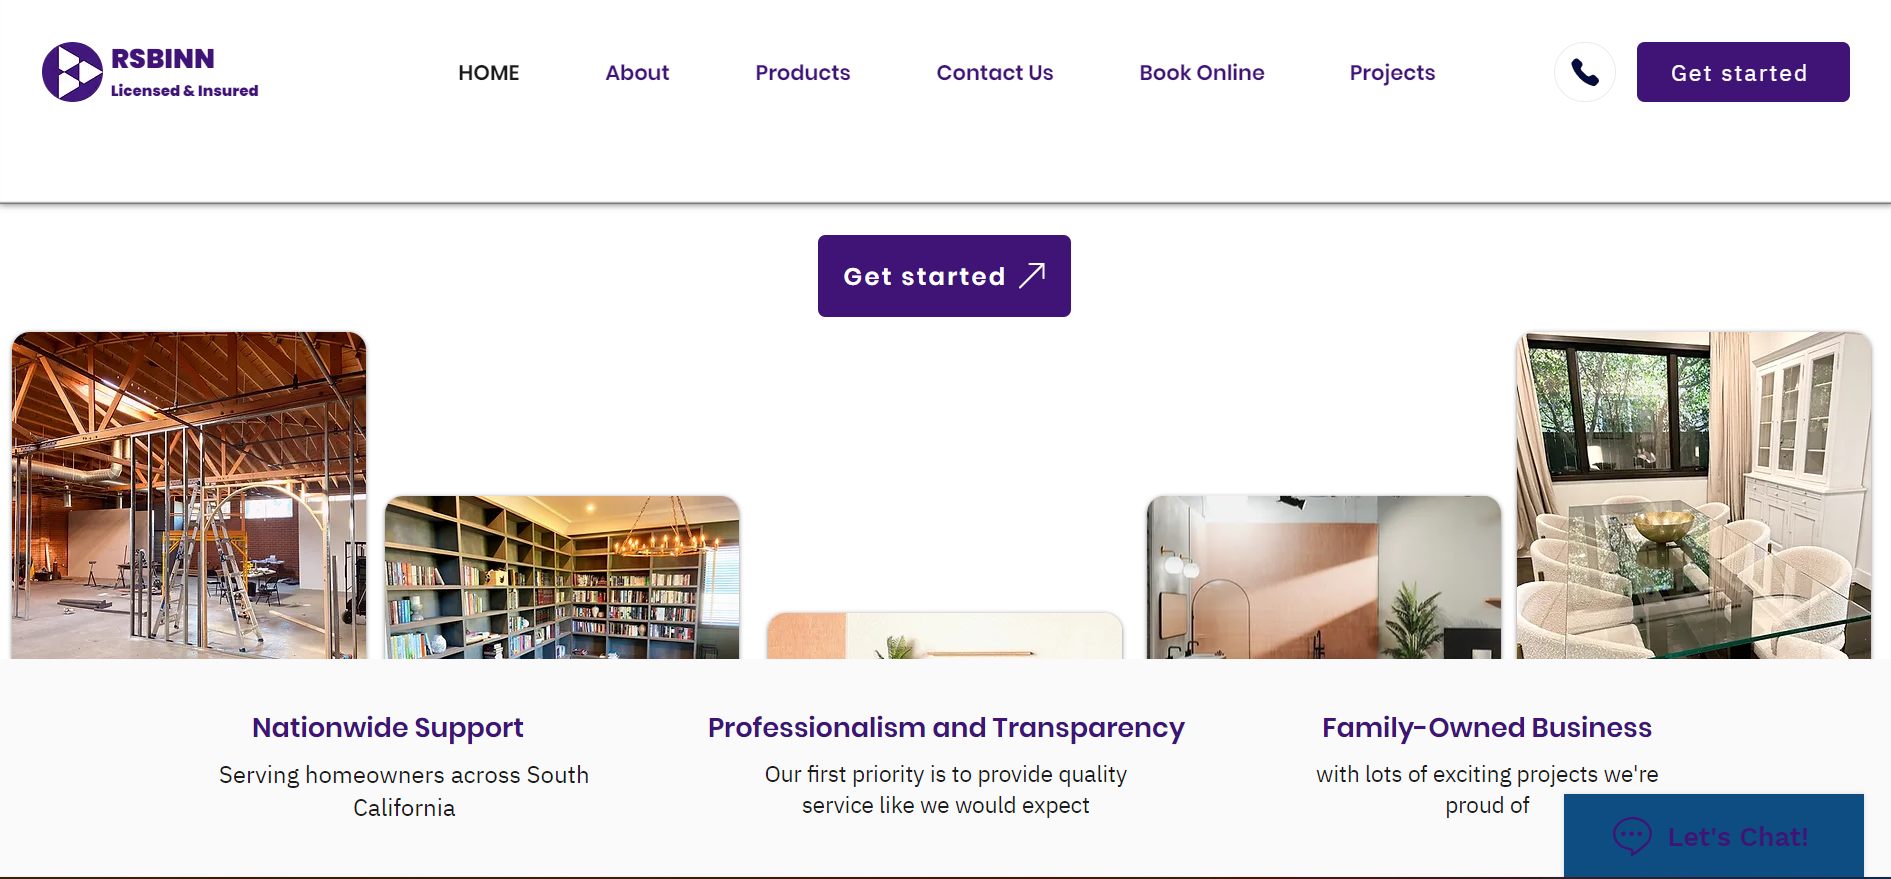 RSBINN
Licensed & Insured
HOME
About
Products
Contact Us
Book Online
Projects
Get started
Get started
Nationwide Support
Serving homeowners across South
California
Professionalism and Transparency
Our first priority is to provide quality
service like we would expect
Family-Owned Business
with lots of exciting projects we're
proud of
Let's Chat!